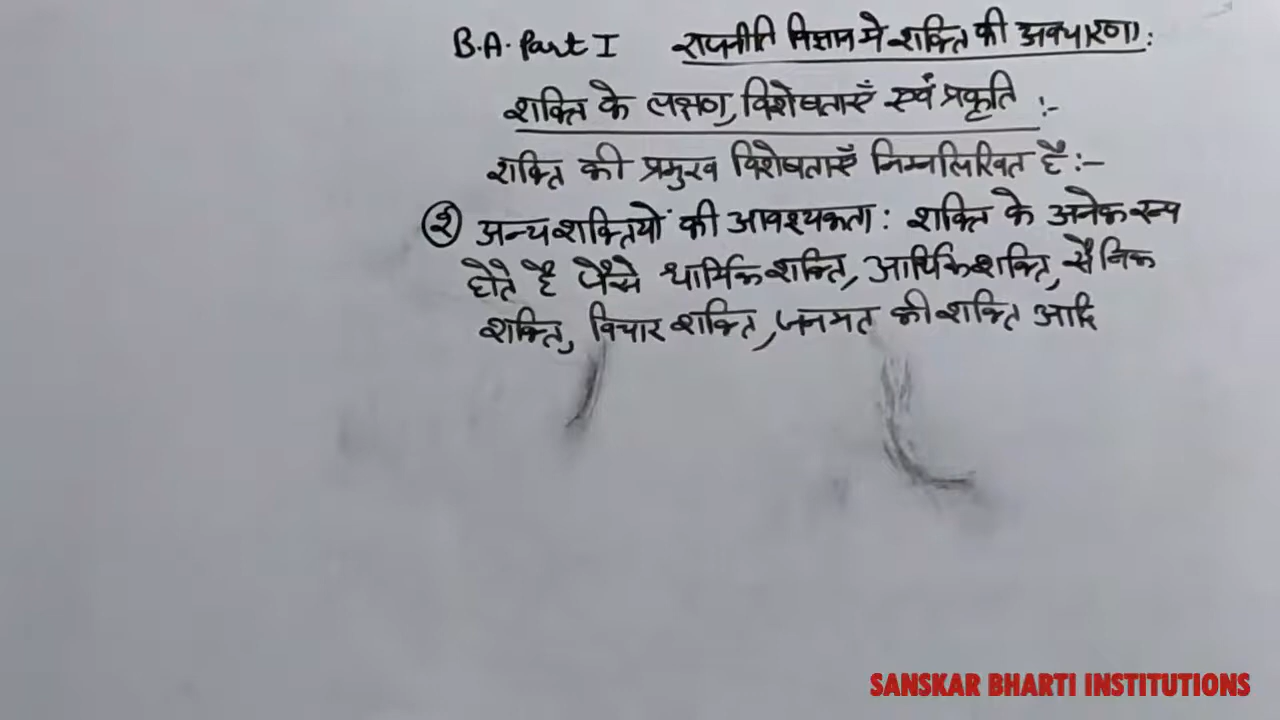 B.A. Part I राजनीति विज्ञान मे शक्ति की अवधारणा :
शक्ति के लक्षण, विशेषताएँ एवं प्रकृति :-
शक्ति की प्रमुख विशेषताएँ निम्नलिखित है :-
२ अन्य शक्तियों की आवश्यकता : शक्ति के अनेक रूप
होते है जैसे धार्मिक शक्ति, आर्थिक शक्ति, सैनिक
शक्ति, विचार शक्ति, जनमत की शक्ति आदि
SANSKAR BHARTI INSTITUTIONS